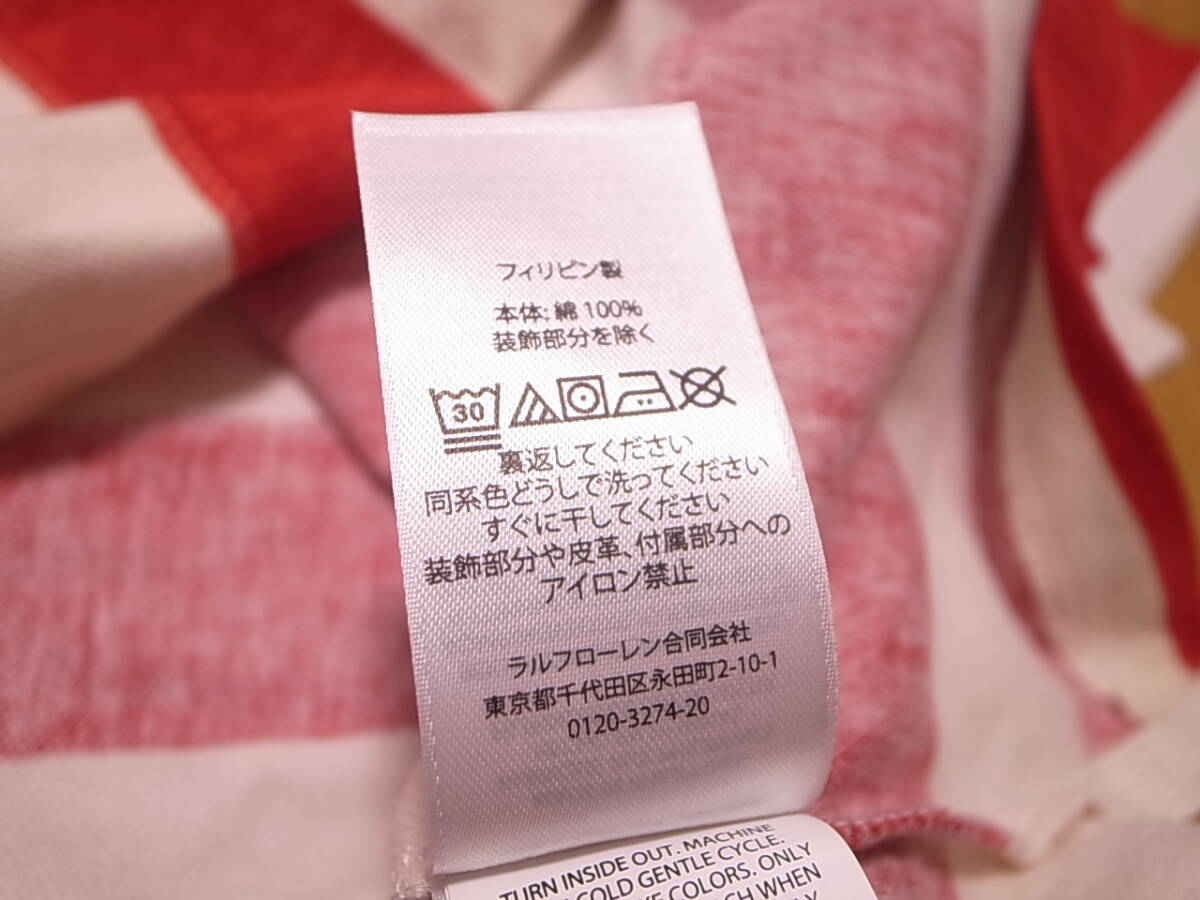 フィリピン製
本体: 綿 100%
装飾部分を除く
30
裏返してください
同系色どうしで洗ってください
すぐに干してください
装飾部分や皮革、付属部分への
アイロン禁止
ラルフローレン合同会社
東京都千代田区永田町2-10-1
0120-3274-20
TURN INSIDE OUT. MACHINE
COLD GENTLE CYCLE.
COLORS. ONLY
WHEN